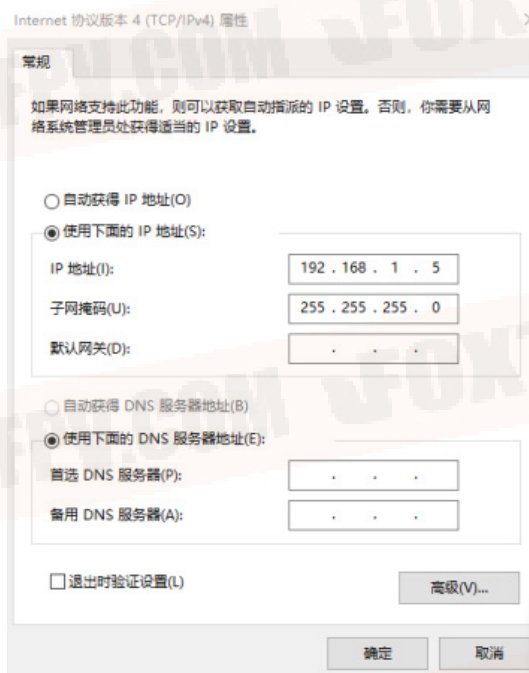 Internet 协议版本 4 (TCP/IPv4) 属性
常规
如果网络支持此功能，则可以获取自动指派的 IP 设置。否则，你需要从网
络系统管理员处获得适当的 IP 设置。
自动获得 IP 地址(O)
使用下面的 IP 地址(S):
IP 地址(I): 192 . 168 . 1 . 5
子网掩码(U): 255 . 255 . 255 . 0
默认网关(D): . . .
自动获得 DNS 服务器地址(B)
使用下面的 DNS 服务器地址(E):
首选 DNS 服务器(P): . . .
备用 DNS 服务器(A): . . .
退出时验证设置(L)
高级(V)...
确定 取消